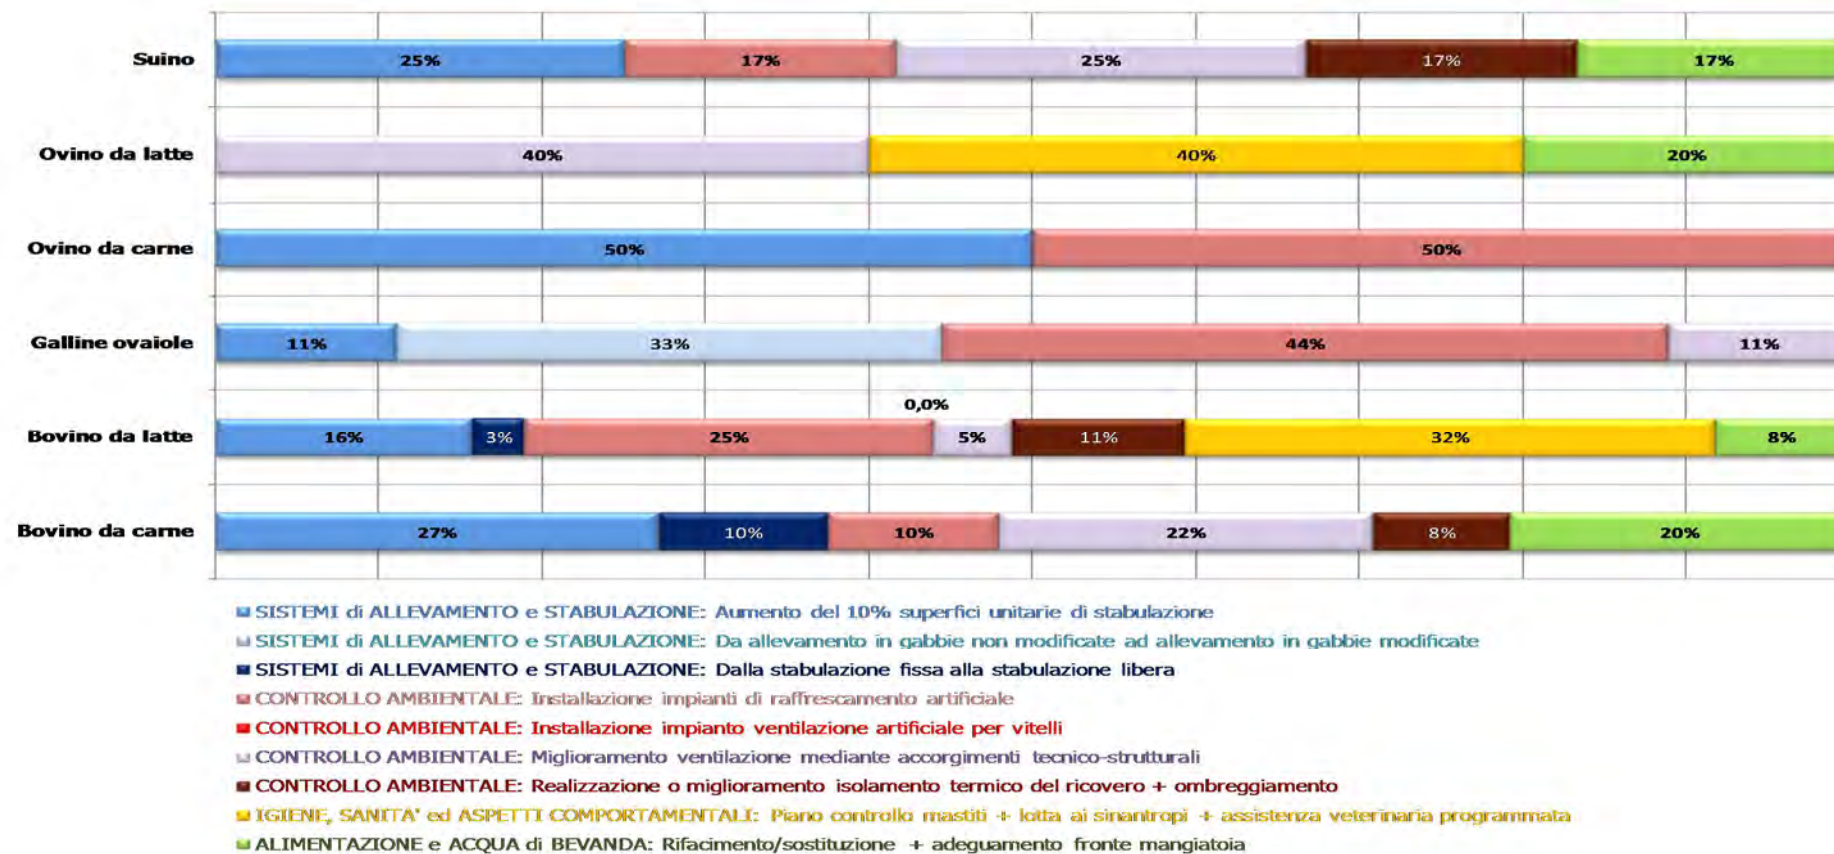 Suino 25% 17% 25% 17% 17%
Ovino da latte 40% 40% 20%
Ovino da carne 50% 50%
Galline ovaiole 11% 33% 44% 11%
0,0%
Bovino da latte 16% 3% 25% 5% 11% 32% 8%
Bovino da carne 27% 10% 10% 22% 8% 20%
SISTEMI di ALLEVAMENTO e STABULAZIONE: Aumento del 10% superfici unitarie di stabulazione
SISTEMI di ALLEVAMENTO e STABULAZIONE: Da allevamento in gabbie non modificate ad allevamento in gabbie modificate
SISTEMI di ALLEVAMENTO e STABULAZIONE: Dalla stabulazione fissa alla stabulazione libera
CONTROLLO AMBIENTALE: Installazione impianti di raffrescamento artificiale
CONTROLLO AMBIENTALE: Installazione impianto ventilazione artificiale per vitelli
CONTROLLO AMBIENTALE: Miglioramento ventilazione mediante accorgimenti tecnico-strutturali
CONTROLLO AMBIENTALE: Realizzazione o miglioramento isolamento termico del ricovero + ombreggiamento
IGIENE, SANITA' ed ASPETTI COMPORTAMENTALI: Piano controllo mastiti + lotta ai sinantropi + assistenza veterinaria programmata
ALIMENTAZIONE e ACQUA di BEVANDA: Rifacimento/sostituzione + adeguamento fronte mangiatoia